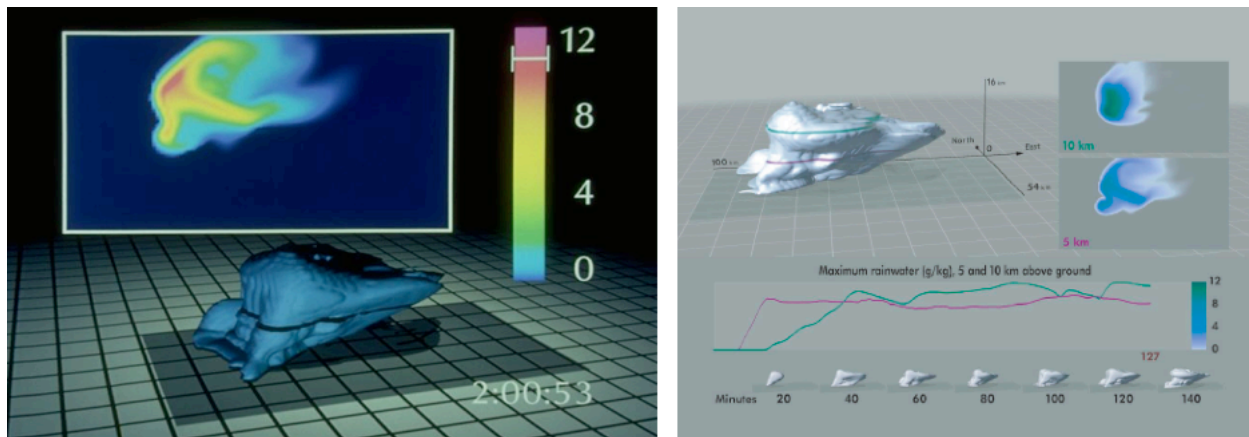 12
8
4
0
2:00:53
16 km
North
0
East
100 km
54 km
10 km
5 km
Maximum rainwater (g/kg), 5 and 10 km above ground
12
8
4
0
127
Minutes 20 40 60 80 100 120 140